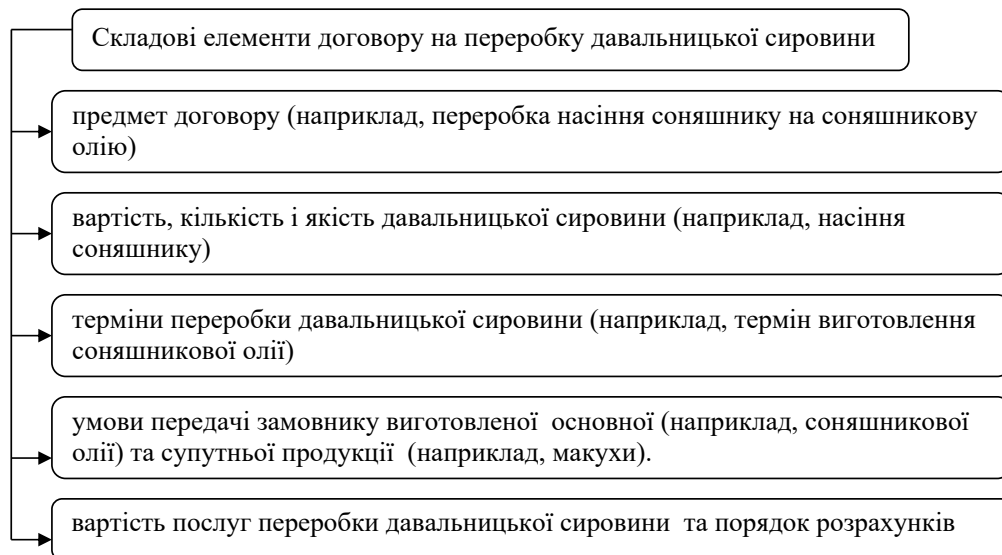 Складові елементи договору на переробку давальницької сировини
предмет договору (наприклад, переробка насіння соняшнику на соняшникову
олію)
вартість, кількість і якість давальницької сировини (наприклад, насіння
соняшнику)
терміни переробки давальницької сировини (наприклад, термін виготовлення
соняшникової олії)
умови передачі замовнику виготовленої основної (наприклад, соняшникової
олії) та супутньої продукції (наприклад, макухи).
вартість послуг переробки давальницької сировини та порядок розрахунків